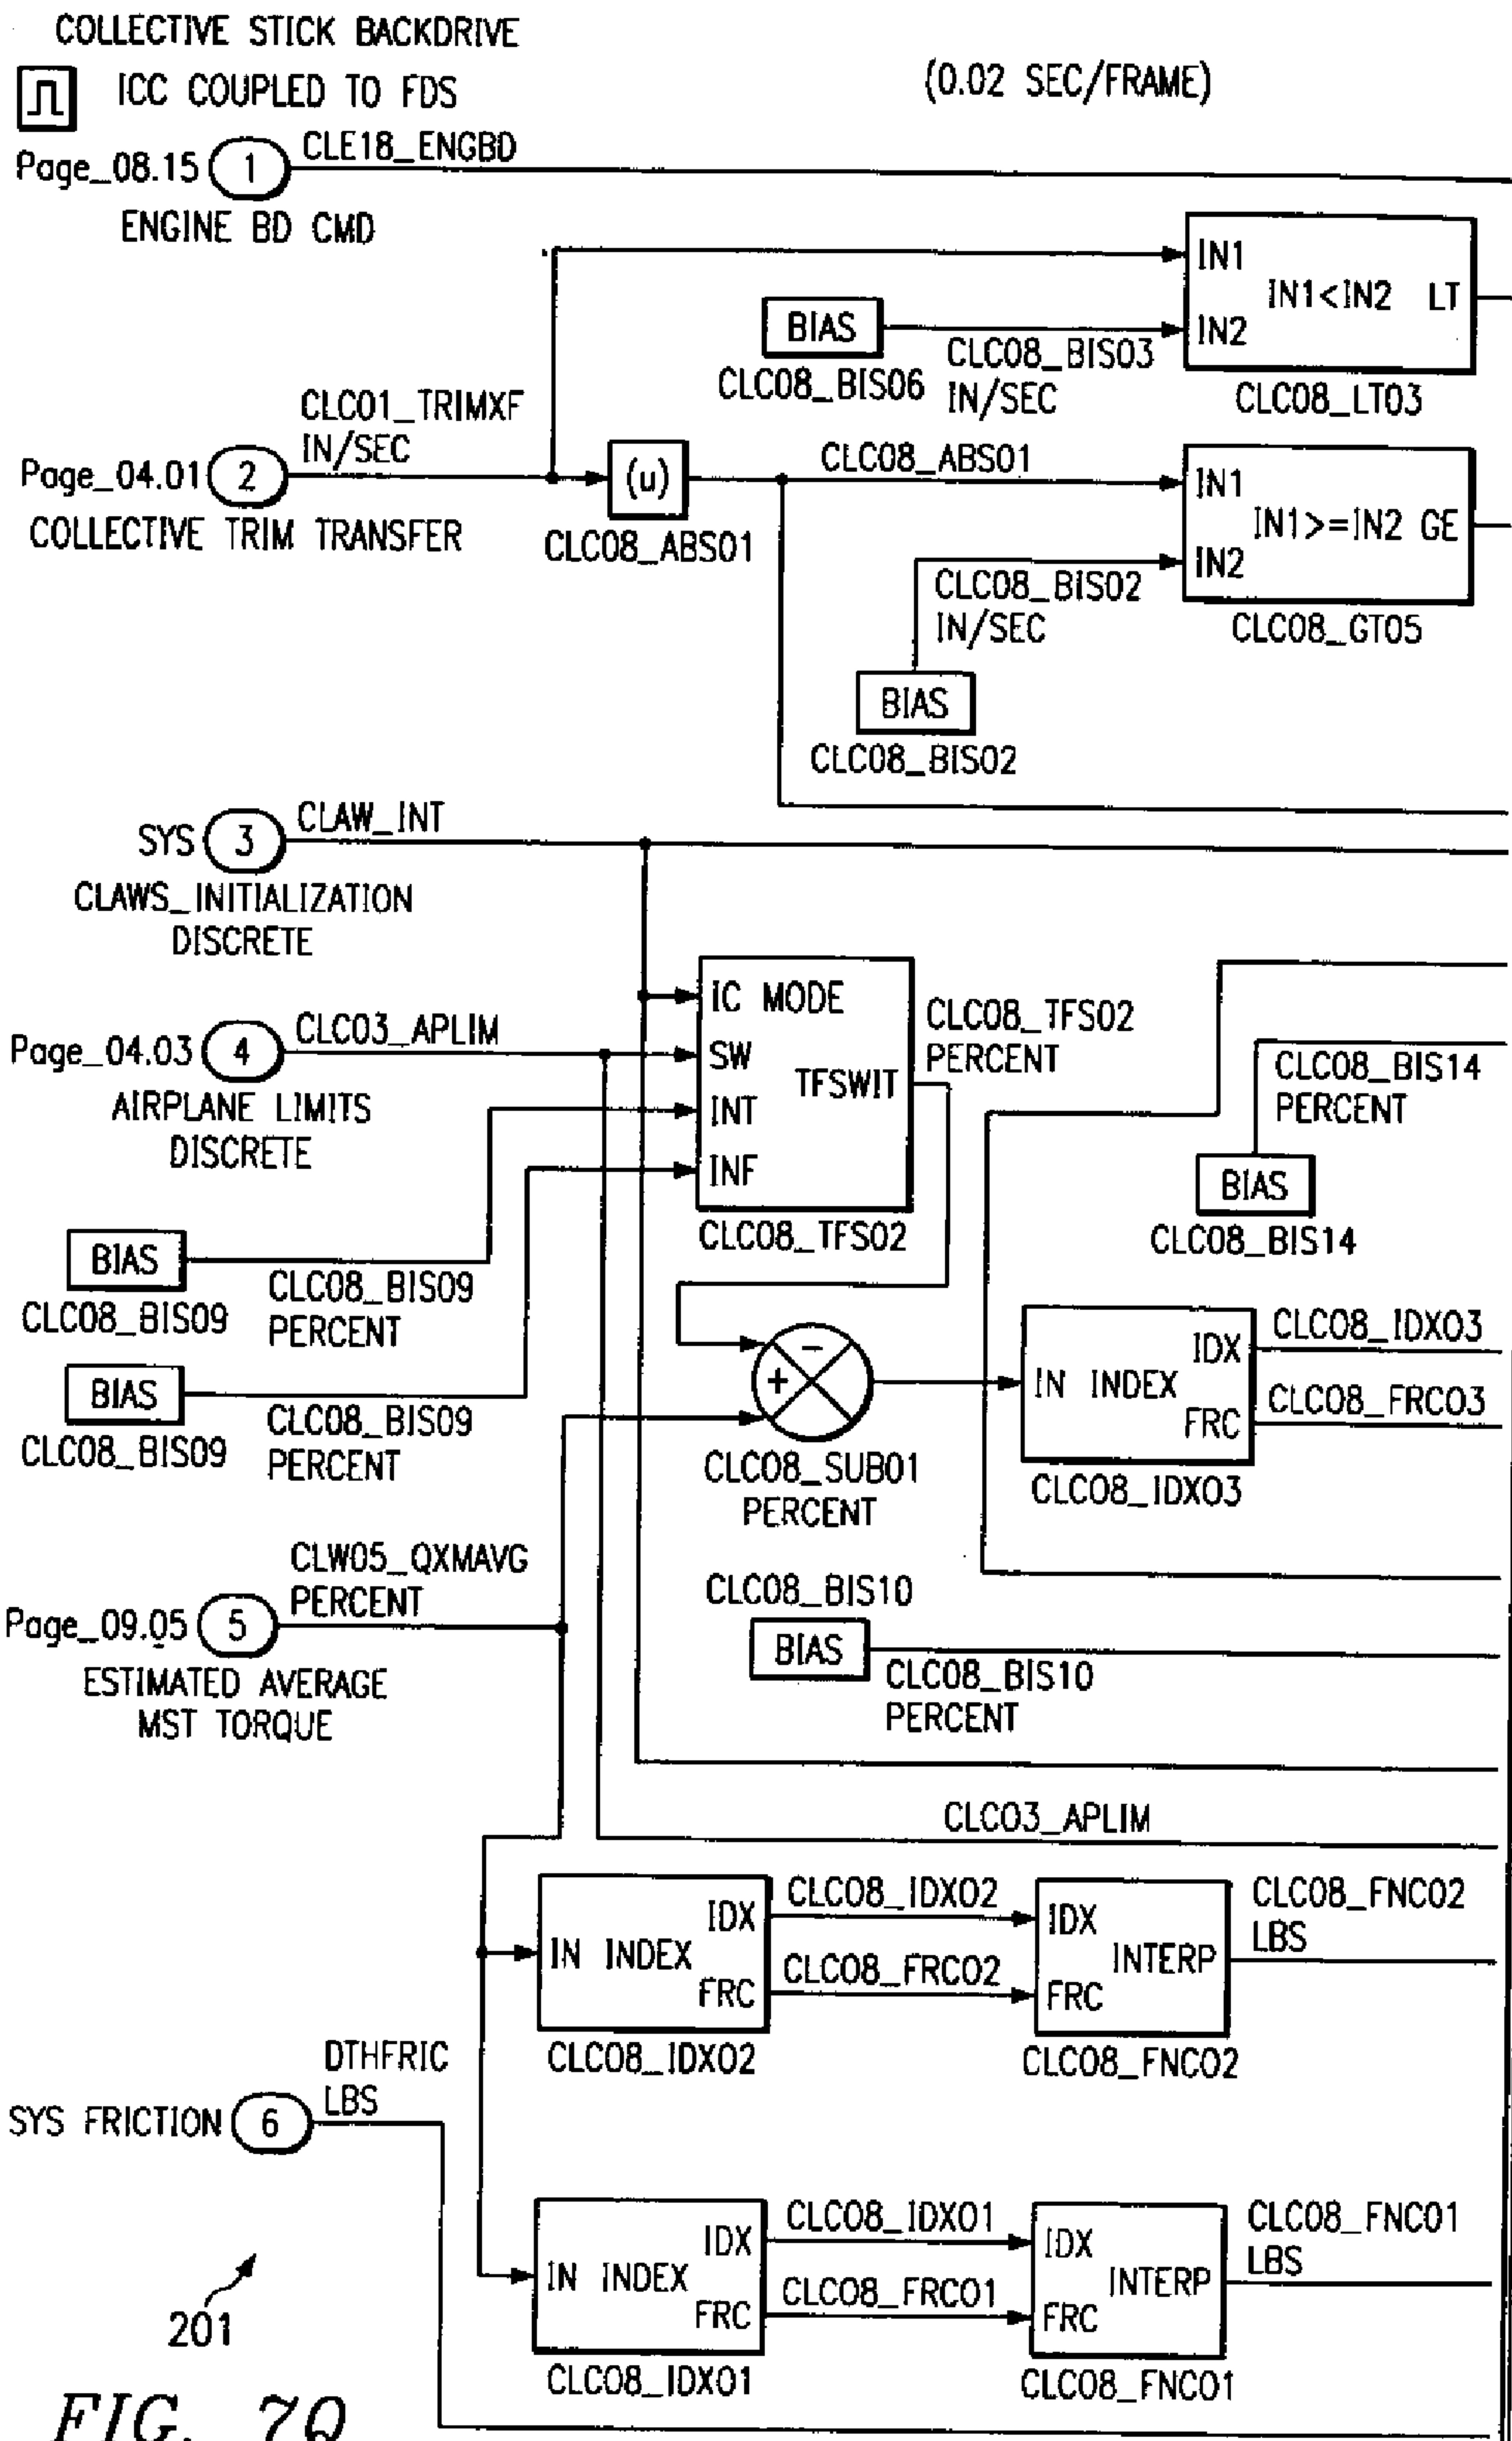 COLLECTIVE STICK BACKDRIVE
ICC COUPLED TO FDS
(0.02 SEC/FRAME)
Page_08.15
1
CLE18_ENGBD
ENGINE BD CMD
IN1
IN1<IN2 LT
IN2
CLC08_LT03
BIAS
CLC08_BIS06
CLC08_BIS03
IN/SEC
CLC01_TRIMXF
IN/SEC
Page_04.01
2
COLLECTIVE TRIM TRANSFER
(u)
CLC08_ABS01
CLC08_ABS01
IN1
IN1>=IN2 GE
IN2
CLC08_GT05
CLC08_BIS02
IN/SEC
BIAS
CLC08_BIS02
SYS
3
CLAW_INT
CLAWS_INITIALIZATION
DISCRETE
IC MODE
SW
TFSWIT
INT
INF
CLC08_TFS02
CLC08_TFS02
PERCENT
Page_04.03
4
CLC03_APLIM
AIRPLANE LIMITS
DISCRETE
CLC08_BIS14
PERCENT
BIAS
CLC08_BIS14
BIAS
CLC08_BIS09
CLC08_BIS09
PERCENT
BIAS
CLC08_BIS09
CLC08_BIS09
PERCENT
−
+
CLC08_SUB01
PERCENT
IDX
IN INDEX
FRC
CLC08_IDX03
CLC08_IDX03
CLC08_FRC03
CLW05_QXMAVG
PERCENT
Page_09.05
5
ESTIMATED AVERAGE
MST TORQUE
CLC08_BIS10
BIAS
CLC08_BIS10
PERCENT
CLC03_APLIM
IDX
IN INDEX
FRC
CLC08_IDX02
CLC08_IDX02
CLC08_FRC02
IDX
INTERP
FRC
CLC08_FNC02
CLC08_FNC02
LBS
DTHFRIC
LBS
SYS FRICTION
6
IDX
IN INDEX
FRC
CLC08_IDX01
CLC08_IDX01
CLC08_FRC01
IDX
INTERP
FRC
CLC08_FNC01
CLC08_FNC01
LBS
201
FIG. 7Q